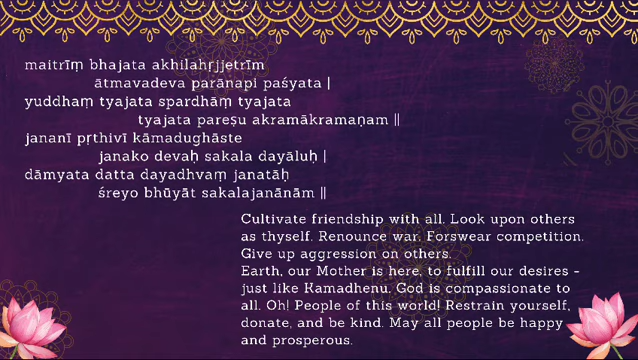 maitrīṃ bhajata akhilahṛjjetrīm
ātmavadeva parānapi paśyata |
yuddhaṃ tyajata spardhāṃ tyajata
tyajata pareṣu akramākramaṇam ||
jananī pṛthivī kāmadughāste
janako devaḥ sakala dayāluḥ |
dāmyata datta dayadhvaṃ janatāḥ
śreyo bhūyāt sakalajanānām ||
Cultivate friendship with all. Look upon others
as thyself. Renounce war. Forswear competition.
Give up aggression on others.
Earth, our Mother is here, to fulfill our desires -
just like Kamadhenu. God is compassionate to
all. Oh! People of this world! Restrain yourself,
donate, and be kind. May all people be happy
and prosperous.